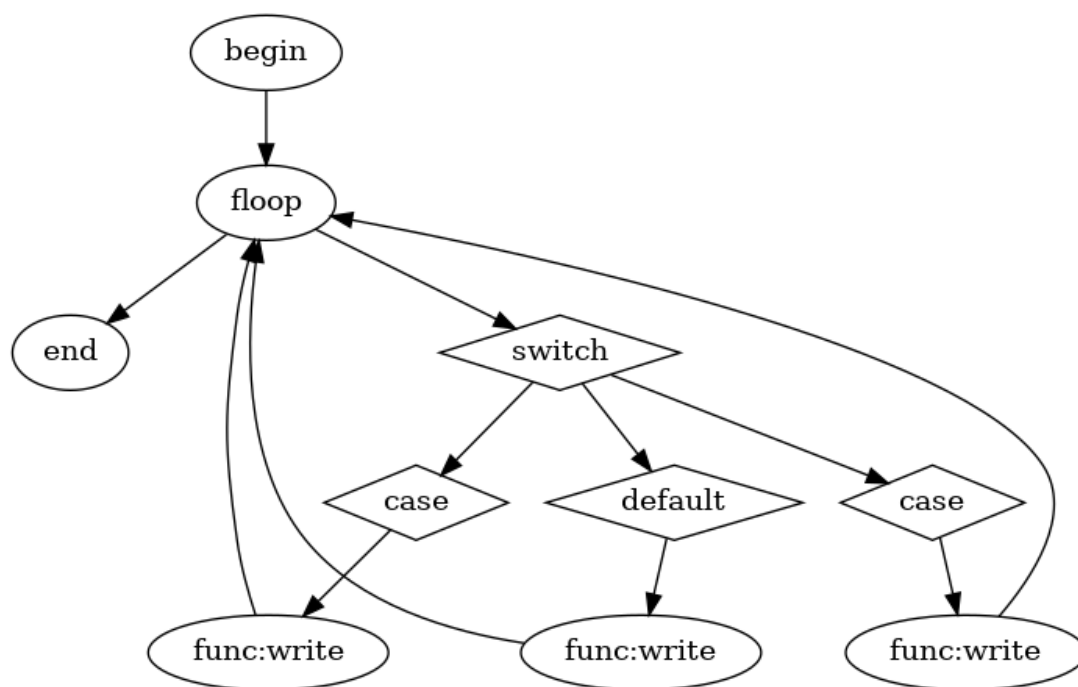 begin
floop
end
switch
case
default
case
func:write
func:write
func:write